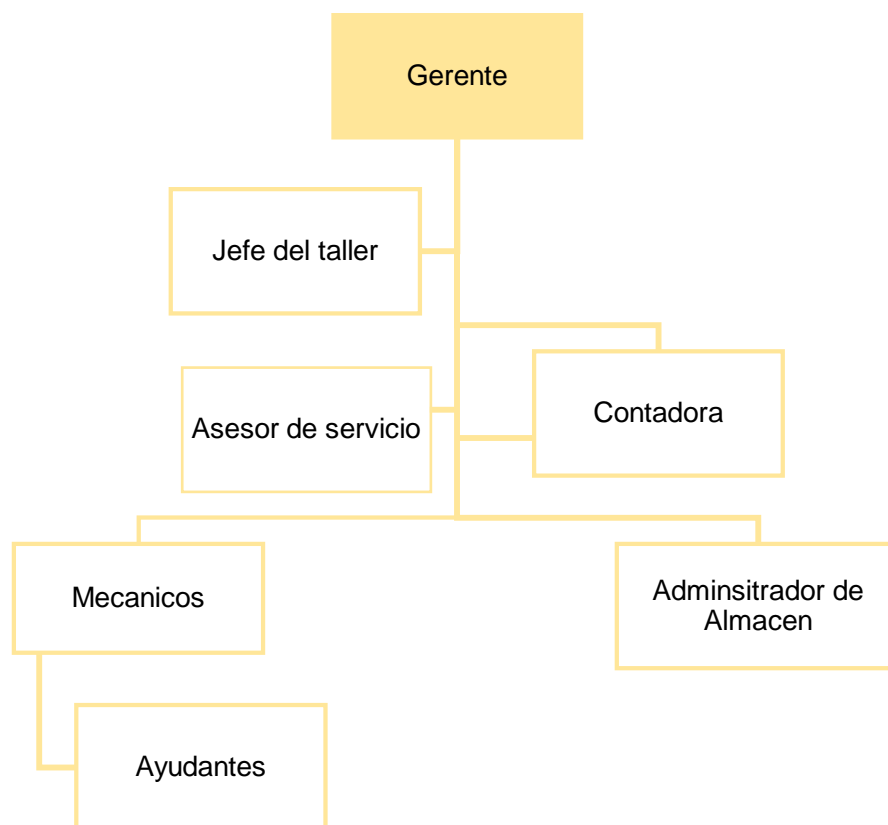 Gerente
Jefe del taller
Contadora
Asesor de servicio
Mecanicos
Adminsitrador de
Almacen
Ayudantes